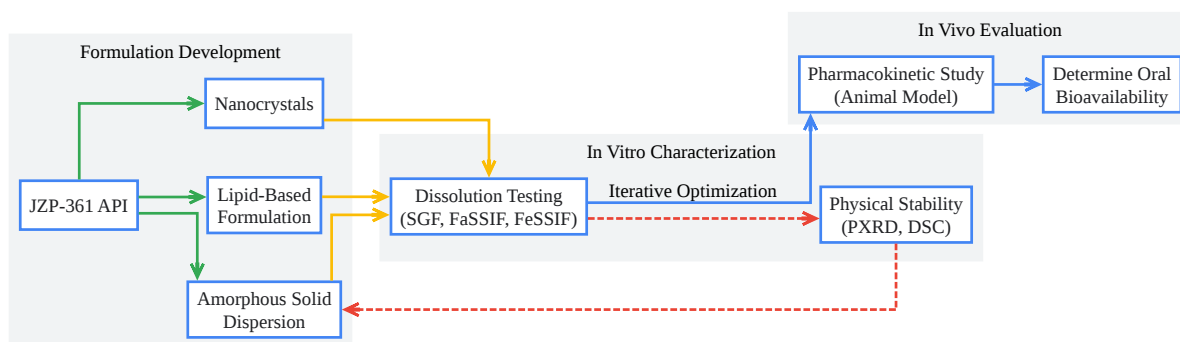 Formulation Development
Nanocrystals
JZP-361 API
Lipid-Based
Formulation
Amorphous Solid
Dispersion
In Vitro Characterization
Dissolution Testing
(SGF, FaSSIF, FeSSIF)
Iterative Optimization
Physical Stability
(PXRD, DSC)
In Vivo Evaluation
Pharmacokinetic Study
(Animal Model)
Determine Oral
Bioavailability